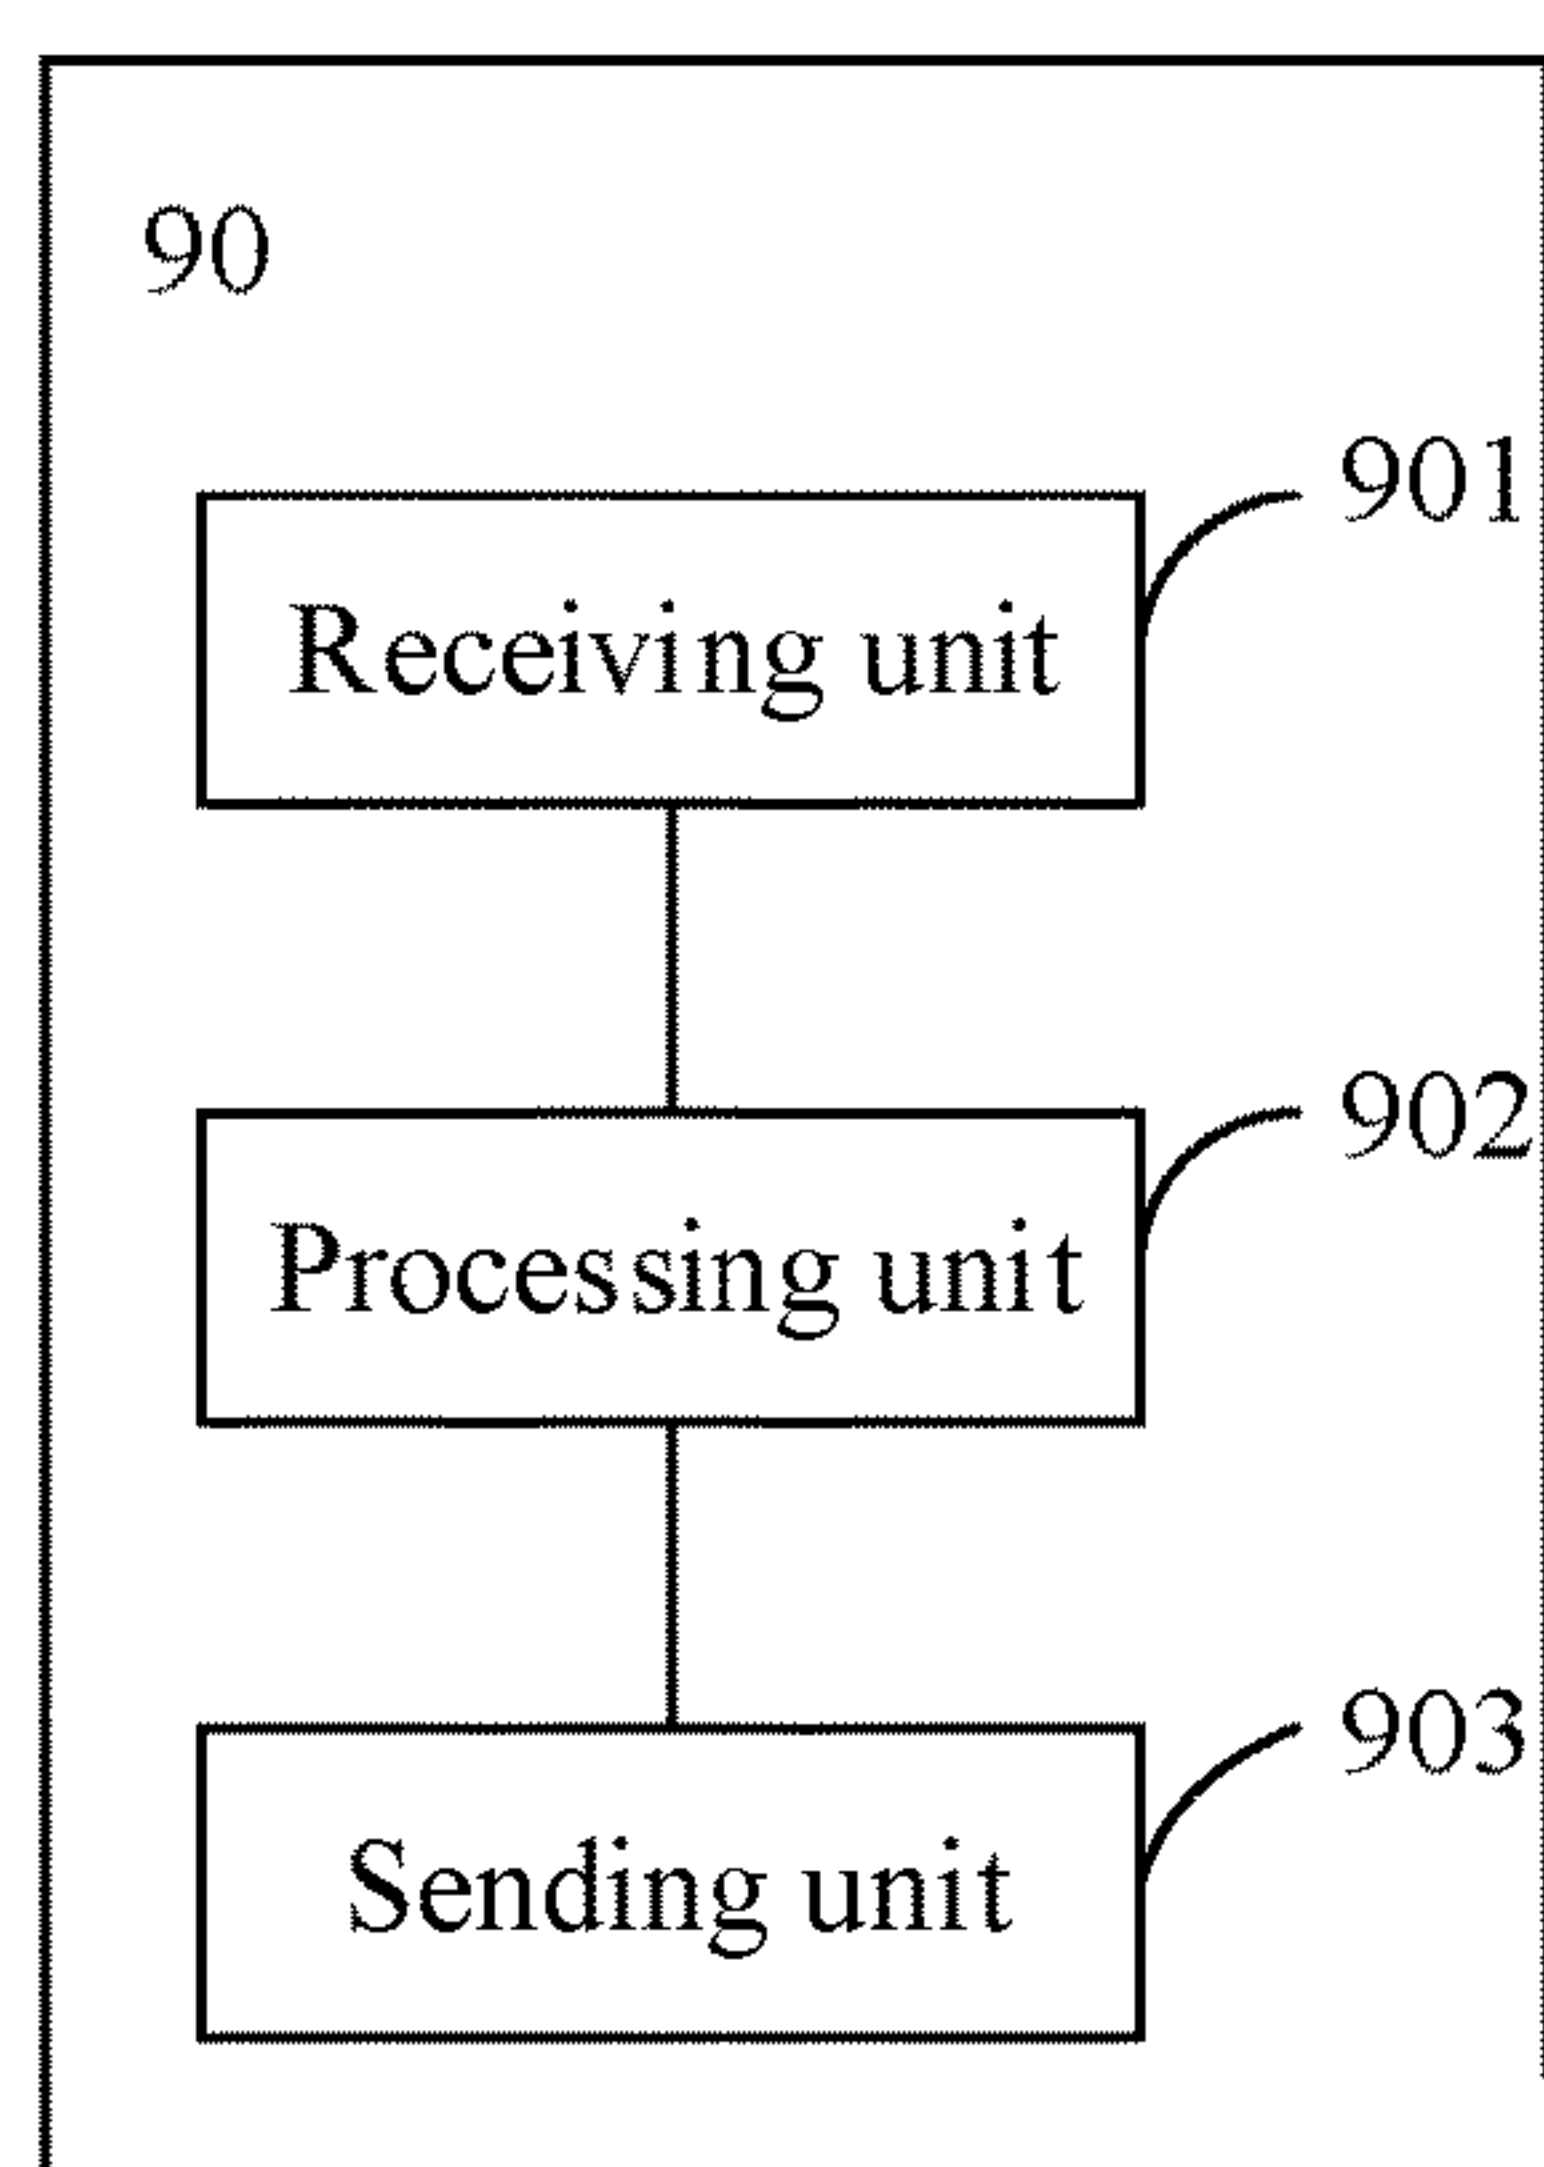 90
901
Receiving unit
902
Processing unit
903
Sending unit